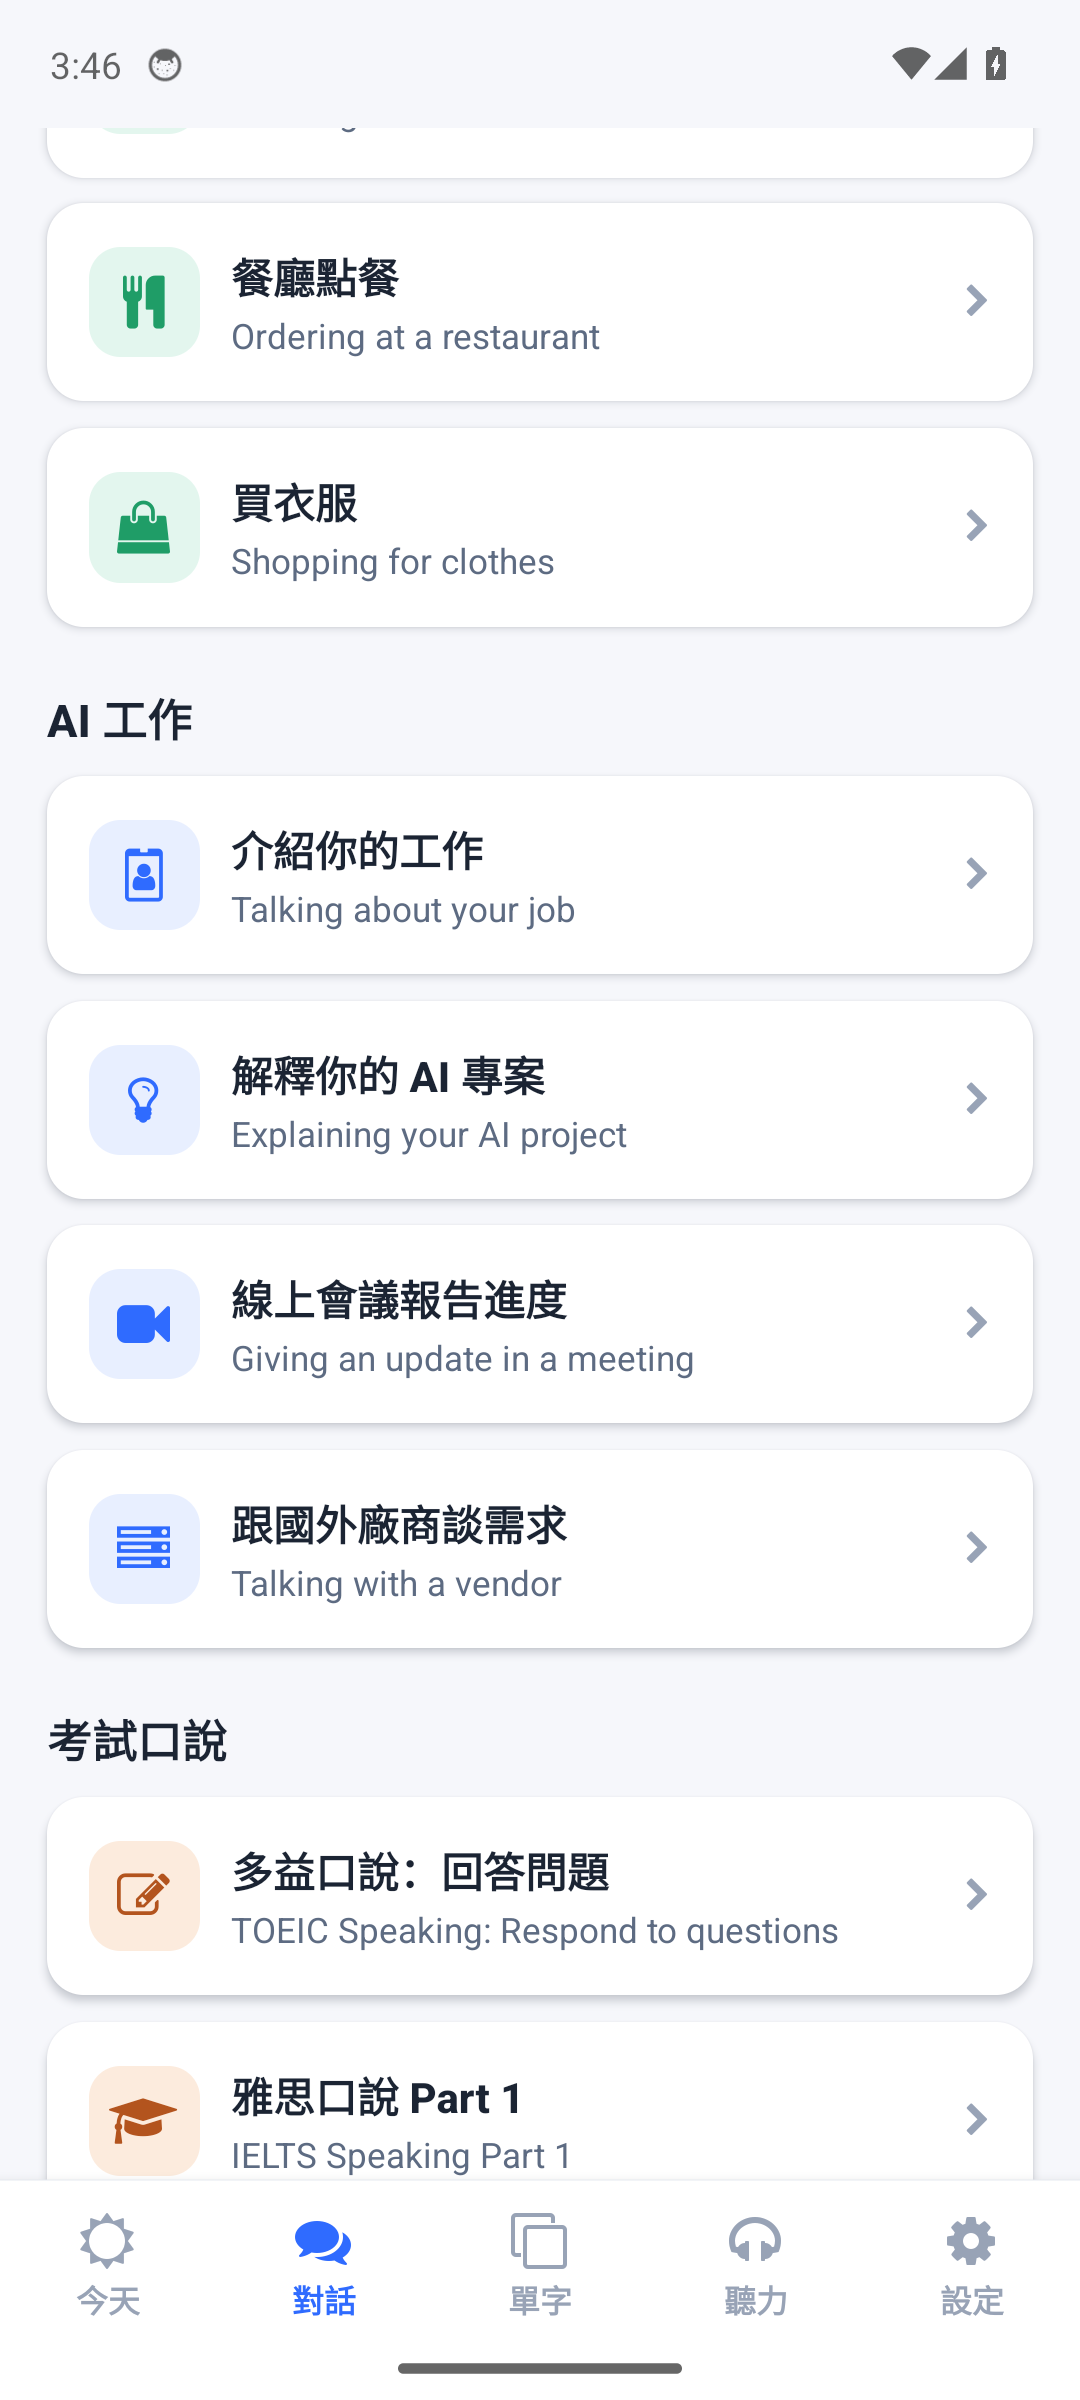 3:46
餐廳點餐
Ordering at a restaurant
買衣服
Shopping for clothes
AI 工作
介紹你的工作
Talking about your job
解釋你的 AI 專案
Explaining your AI project
線上會議報告進度
Giving an update in a meeting
跟國外廠商談需求
Talking with a vendor
考試口說
多益口說：回答問題
TOEIC Speaking: Respond to questions
雅思口說 Part 1
IELTS Speaking Part 1
今天
對話
單字
聽力
設定